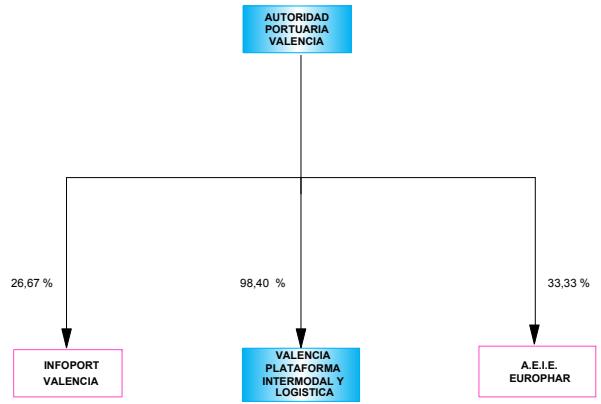 AUTORIDAD
PORTUARIA
VALENCIA
26,67 %
98,40 %
33,33 %
INFOPORT
VALENCIA
VALENCIA
PLATAFORMA
INTERMODAL Y
LOGISTICA
A.E.I.E.
EUROPHAR